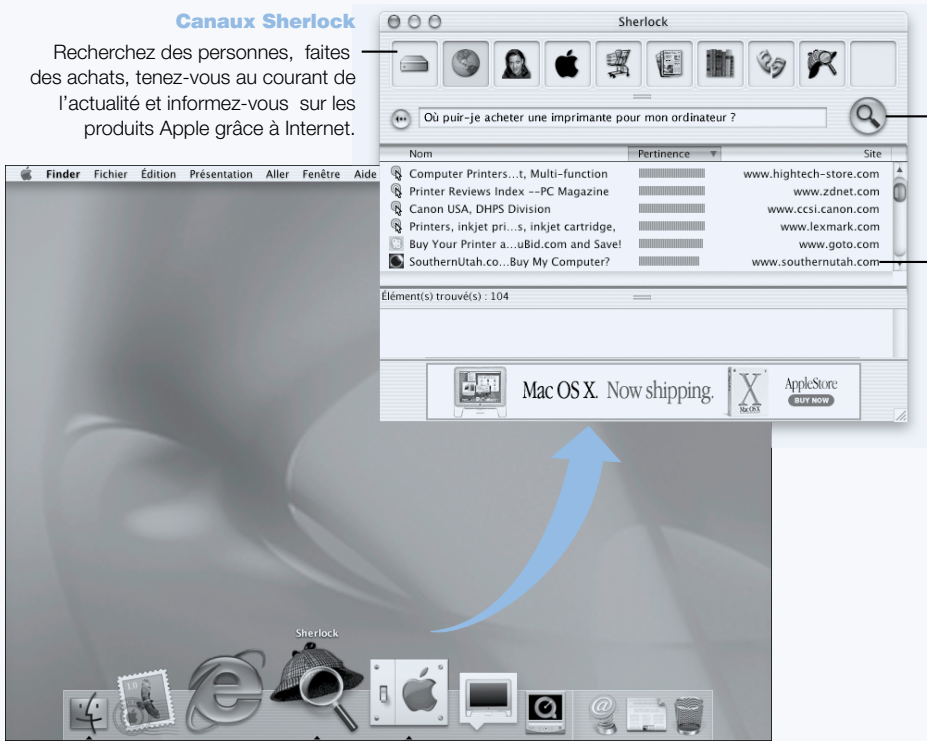 Canaux Sherlock
Recherchez des personnes, faites
des achats, tenez-vous au courant de
l'actualité et informez-vous sur les
produits Apple grâce à Internet.
Sherlock
Où puir-je acheter une imprimante pour mon ordinateur ?
Nom Pertinence Site
Computer Printers...t, Multi-function www.hightech-store.com
Printer Reviews Index --PC Magazine www.zdnet.com
Canon USA, DHPS Division www.ccsi.canon.com
Printers, inkjet pri...s, inkjet cartridge, www.lexmark.com
Buy Your Printer a...uBid.com and Save! www.goto.com
SouthernUtah.co...Buy My Computer? www.southernutah.com
Élément(s) trouvé(s) : 104
Mac OS X. Now shipping.
X
Mac OS X
AppleStore
BUY NOW
Finder Fichier Édition Présentation Aller Fenêtre Aide
Sherlock
1.0
@